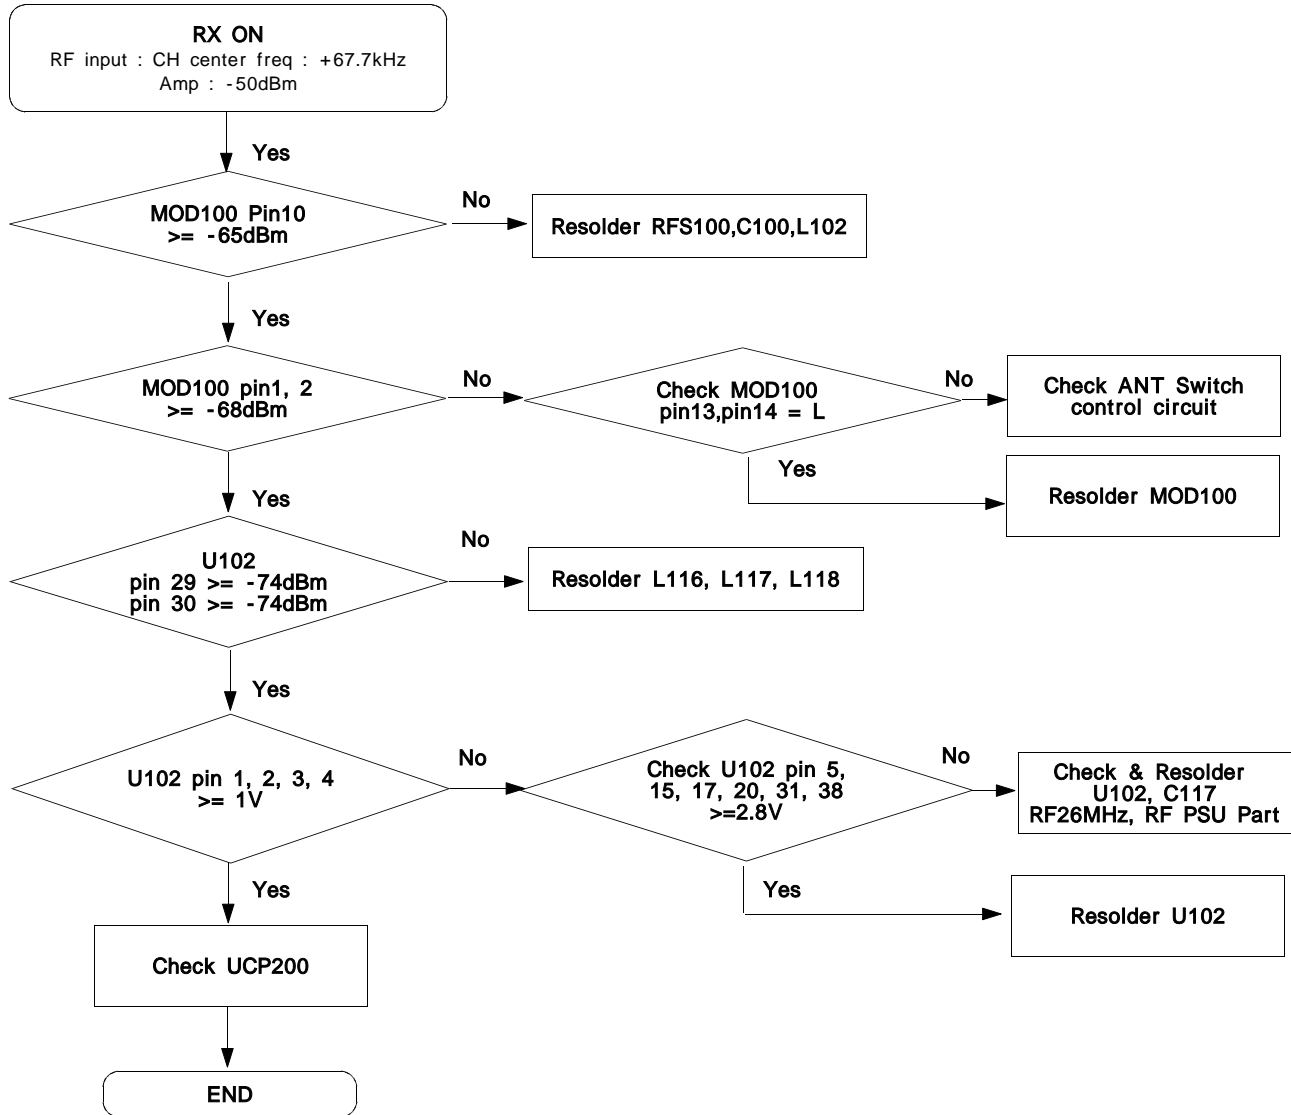 RX ON
RF input : CH center freq : +67.7kHz
Amp : -50dBm
Yes
MOD100 Pin10
>= -65dBm
No
Resolder RFS100,C100,L102
Yes
MOD100 pin1, 2
>= -68dBm
No
Check MOD100
pin13,pin14 = L
No
Check ANT Switch
control circuit
Yes
Resolder MOD100
Yes
U102
pin 29 >= -74dBm
pin 30 >= -74dBm
No
Resolder L116, L117, L118
Yes
U102 pin 1, 2, 3, 4
>= 1V
No
Check U102 pin 5,
15, 17, 20, 31, 38
>=2.8V
No
Check & Resolder
U102, C117
RF26MHz, RF PSU Part
Yes
Resolder U102
Yes
Check UCP200
END